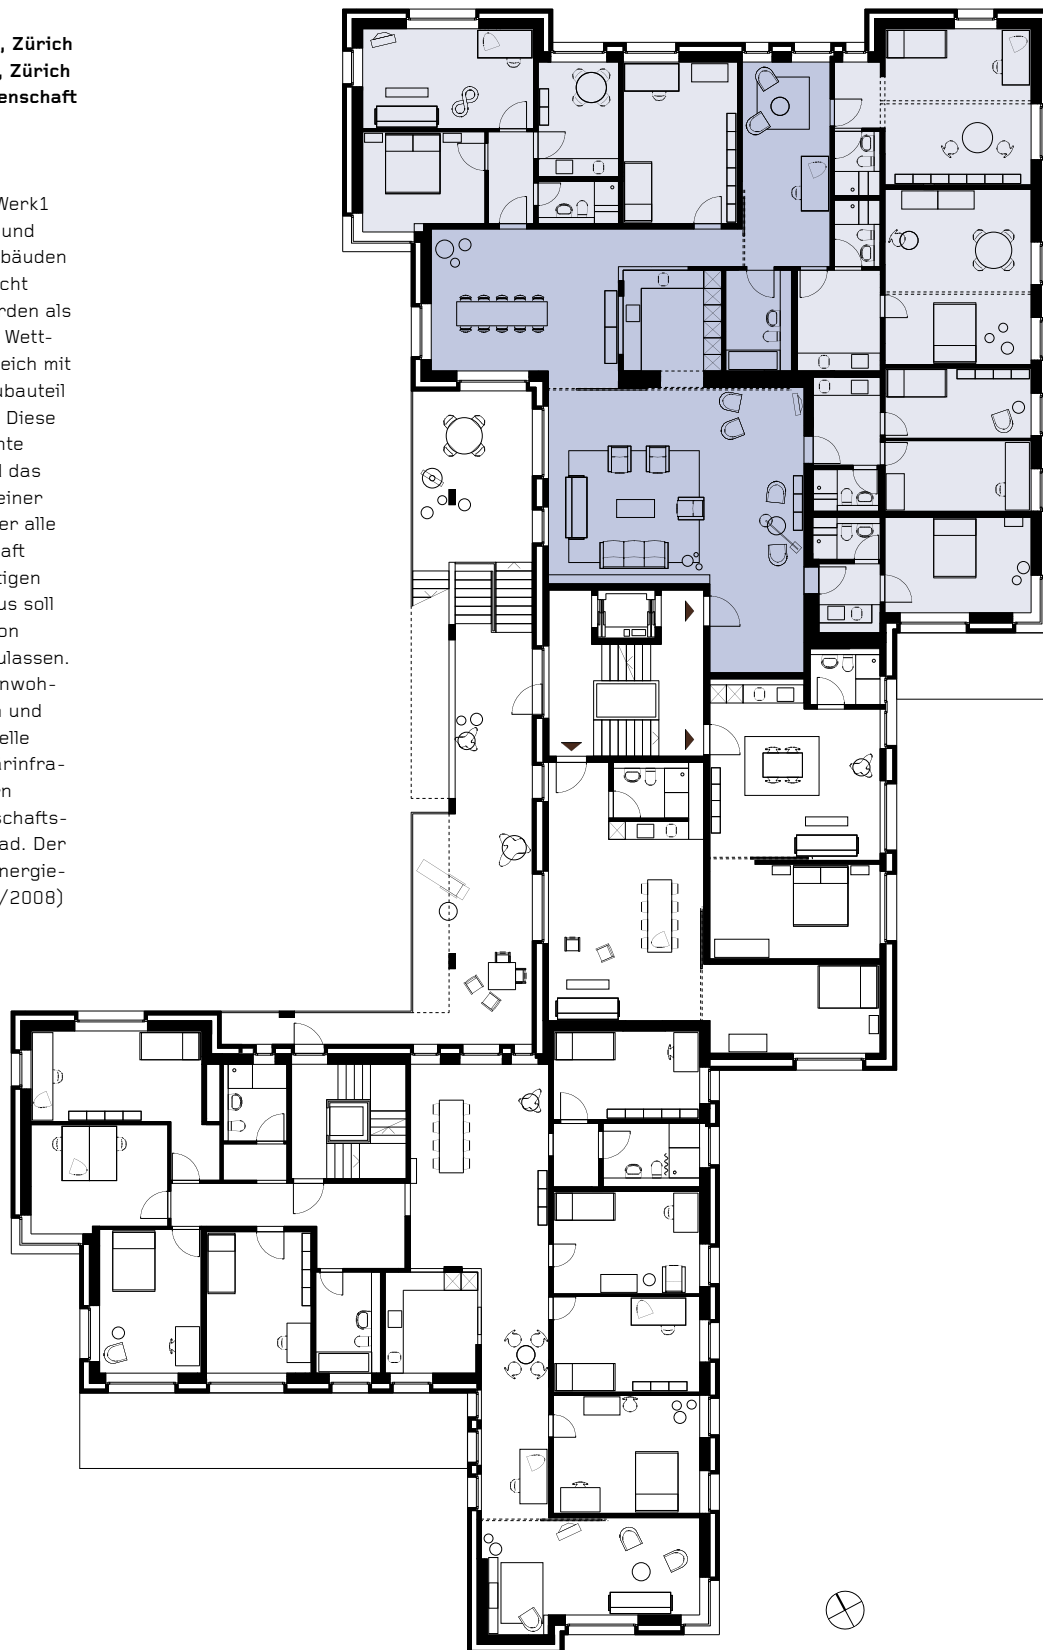 , Zürich
, Zürich
enschaft
Werk1
und
bäuden
cht
rden als
Wett-
eich mit
ubauteil
Diese
nte
d das
einer
er alle
aft
tigen
us soll
on
ulassen.
nwoh-
n und
elle
arinfra-
rn
schafts-
ad. Der
nergie-
/2008)